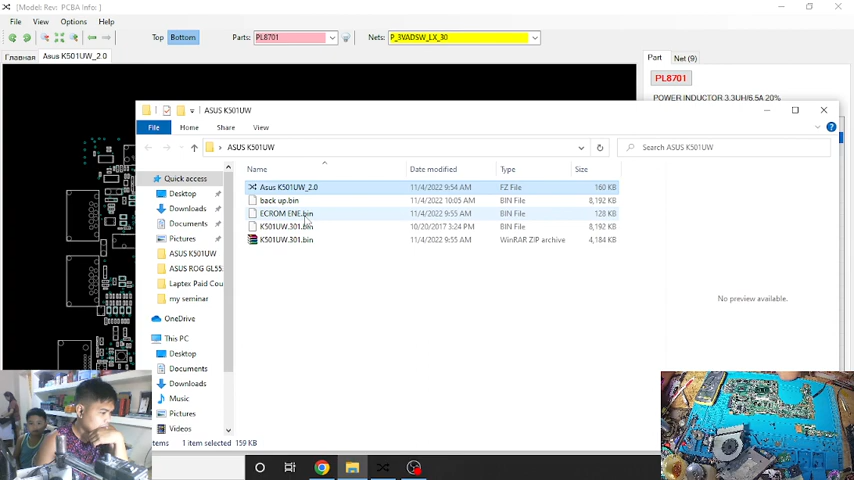 [Model: Rev: PCBA Info: ]
File View Options Help
Top Bottom Parts: PL8701 Nets: P_3VADSW_LX_30
Главная Asus K501UW_2.0
Part Net (9)
PL8701
POWER INDUCTOR 3.3UH/6.5A 20%
ASUS K501UW
File Home Share View
ASUS K501UW
Search ASUS K501UW
Name Date modified Type Size
Asus K501UW_2.0 11/4/2022 9:54 AM FZ File 160 KB
back up.bin 11/4/2022 10:05 AM BIN File 8,192 KB
ECROM ENE.bin 11/4/2022 9:55 AM BIN File 128 KB
K501UW.301.bin 10/20/2017 3:24 PM BIN File 8,192 KB
K501UW.301.bin 11/4/2022 9:55 AM WinRAR ZIP archive 4,184 KB
Quick access
Desktop
Downloads
Documents
Pictures
ASUS K501UW
ASUS ROG GL55
Laptex Paid Cou
my seminar
OneDrive
This PC
Desktop
Documents
Downloads
Music
Pictures
Videos
No preview available.
items 1 item selected 159 KB